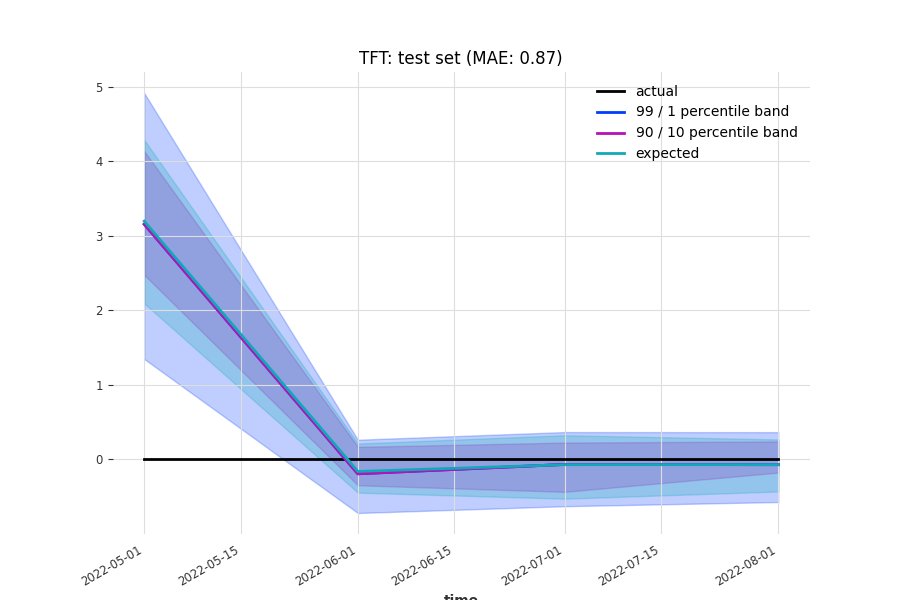 TFT: test set (MAE: 0.87)
actual
99 / 1 percentile band
90 / 10 percentile band
expected
5
4
3
2
1
0
2022-05-01
2022-05-15
2022-06-01
2022-06-15
2022-07-01
2022-07-15
2022-08-01
time